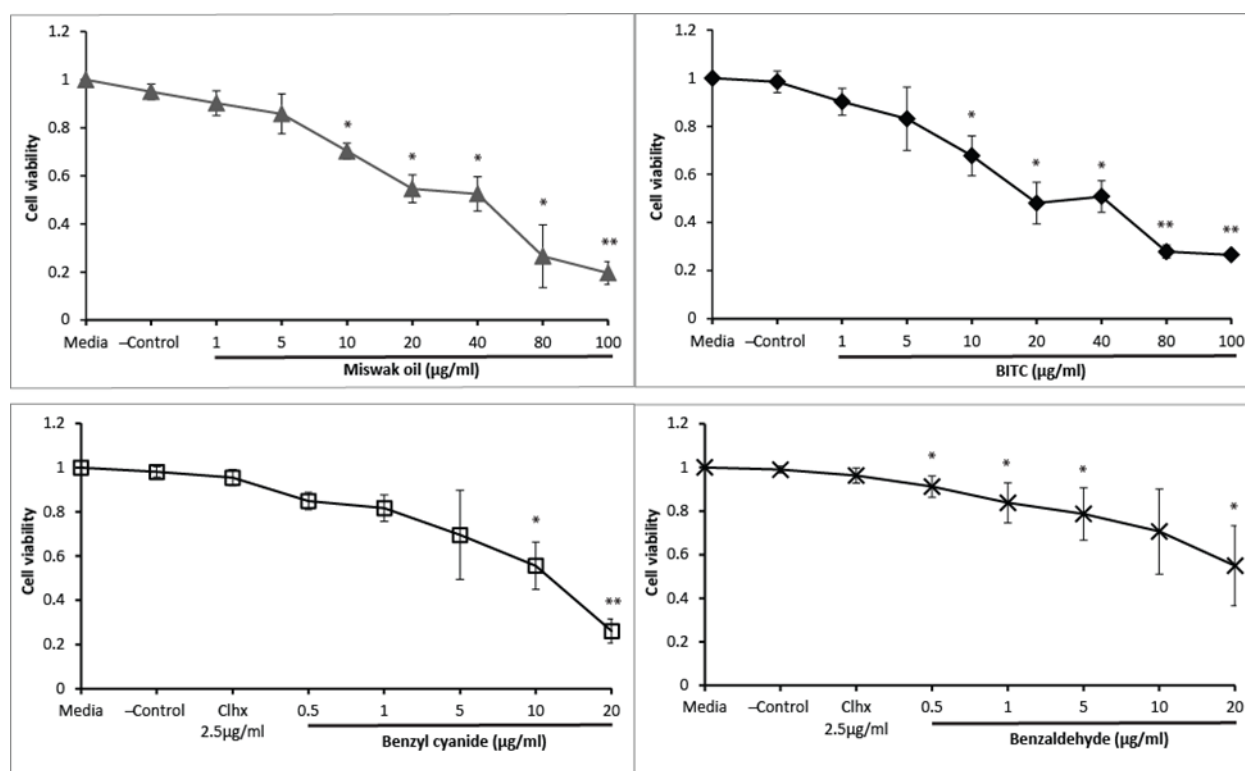 1.2
1
0.8
0.6
0.4
0.2
0
Cell viability
* * * * **
Media –Control 1 5 10 20 40 80 100
Miswak oil (µg/ml)
1.2
1
0.8
0.6
0.4
0.2
0
Cell viability
* * * ** **
Media –Control 1 5 10 20 40 80 100
BITC (µg/ml)
1.2
1
0.8
0.6
0.4
0.2
0
Cell viability
* **
Media –Control Clhx 0.5 1 5 10 20
2.5µg/ml
Benzyl cyanide (µg/ml)
1.2
1
0.8
0.6
0.4
0.2
0
Cell viability
* * * *
Media –Control Clhx 0.5 1 5 10 20
2.5µg/ml
Benzaldehyde (µg/ml)